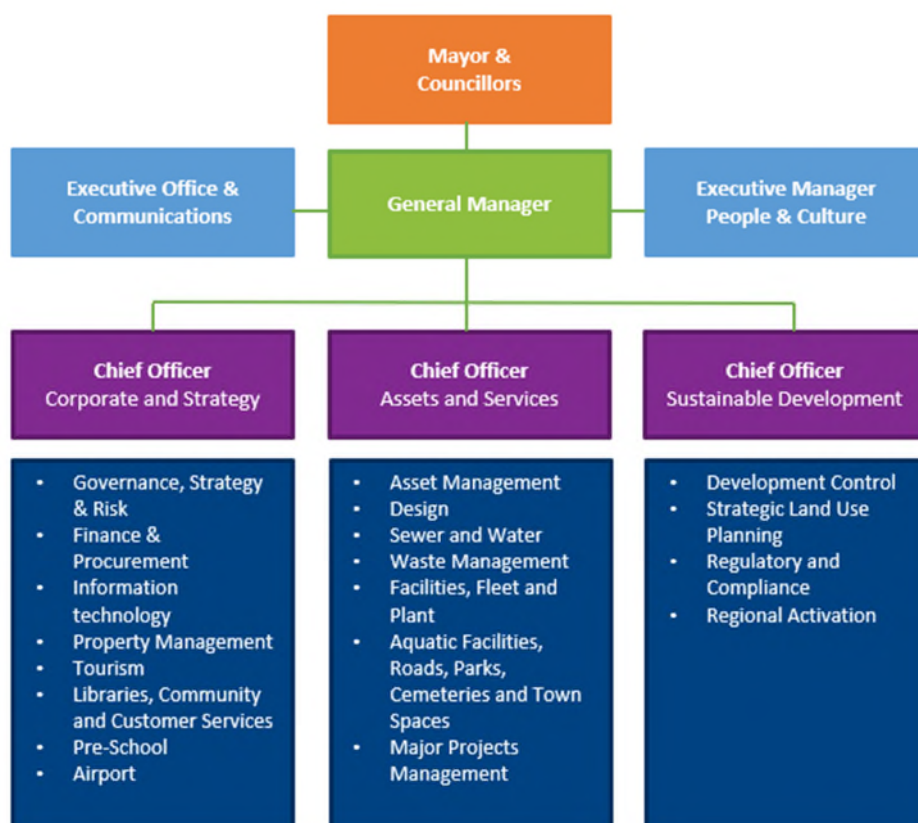 Mayor &
Councillors
Executive Office &
Communications
General Manager
Executive Manager
People & Culture
Chief Officer
Corporate and Strategy
Chief Officer
Assets and Services
Chief Officer
Sustainable Development
• Governance, Strategy
& Risk
• Finance &
Procurement
• Information
technology
• Property Management
• Tourism
• Libraries, Community
and Customer Services
• Pre-School
• Airport
• Asset Management
• Design
• Sewer and Water
• Waste Management
• Facilities, Fleet and
Plant
• Aquatic Facilities,
Roads, Parks,
Cemeteries and Town
Spaces
• Major Projects
Management
• Development Control
• Strategic Land Use
Planning
• Regulatory and
Compliance
• Regional Activation